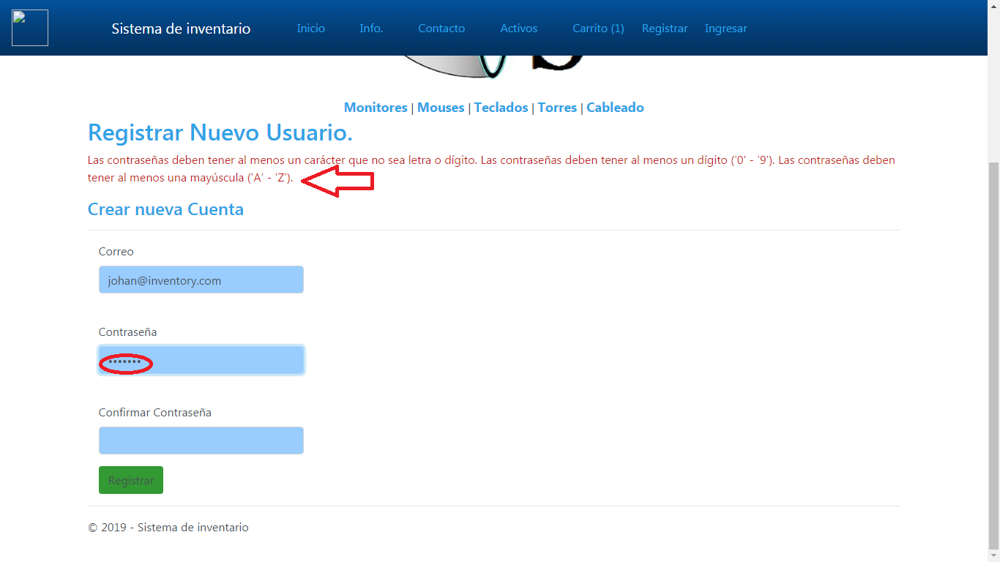 Sistema de inventario Inicio Info. Contacto Activos Carrito (1) Registrar Ingresar
Monitores | Mouses | Teclados | Torres | Cableado
Registrar Nuevo Usuario.
Las contraseñas deben tener al menos un carácter que no sea letra o dígito. Las contraseñas deben tener al menos un dígito ('0' - '9'). Las contraseñas deben
tener al menos una mayúscula ('A' - 'Z').
Crear nueva Cuenta
Correo
johan@inventory.com
Contraseña
•••••••
Confirmar Contraseña
Registrar
© 2019 - Sistema de inventario